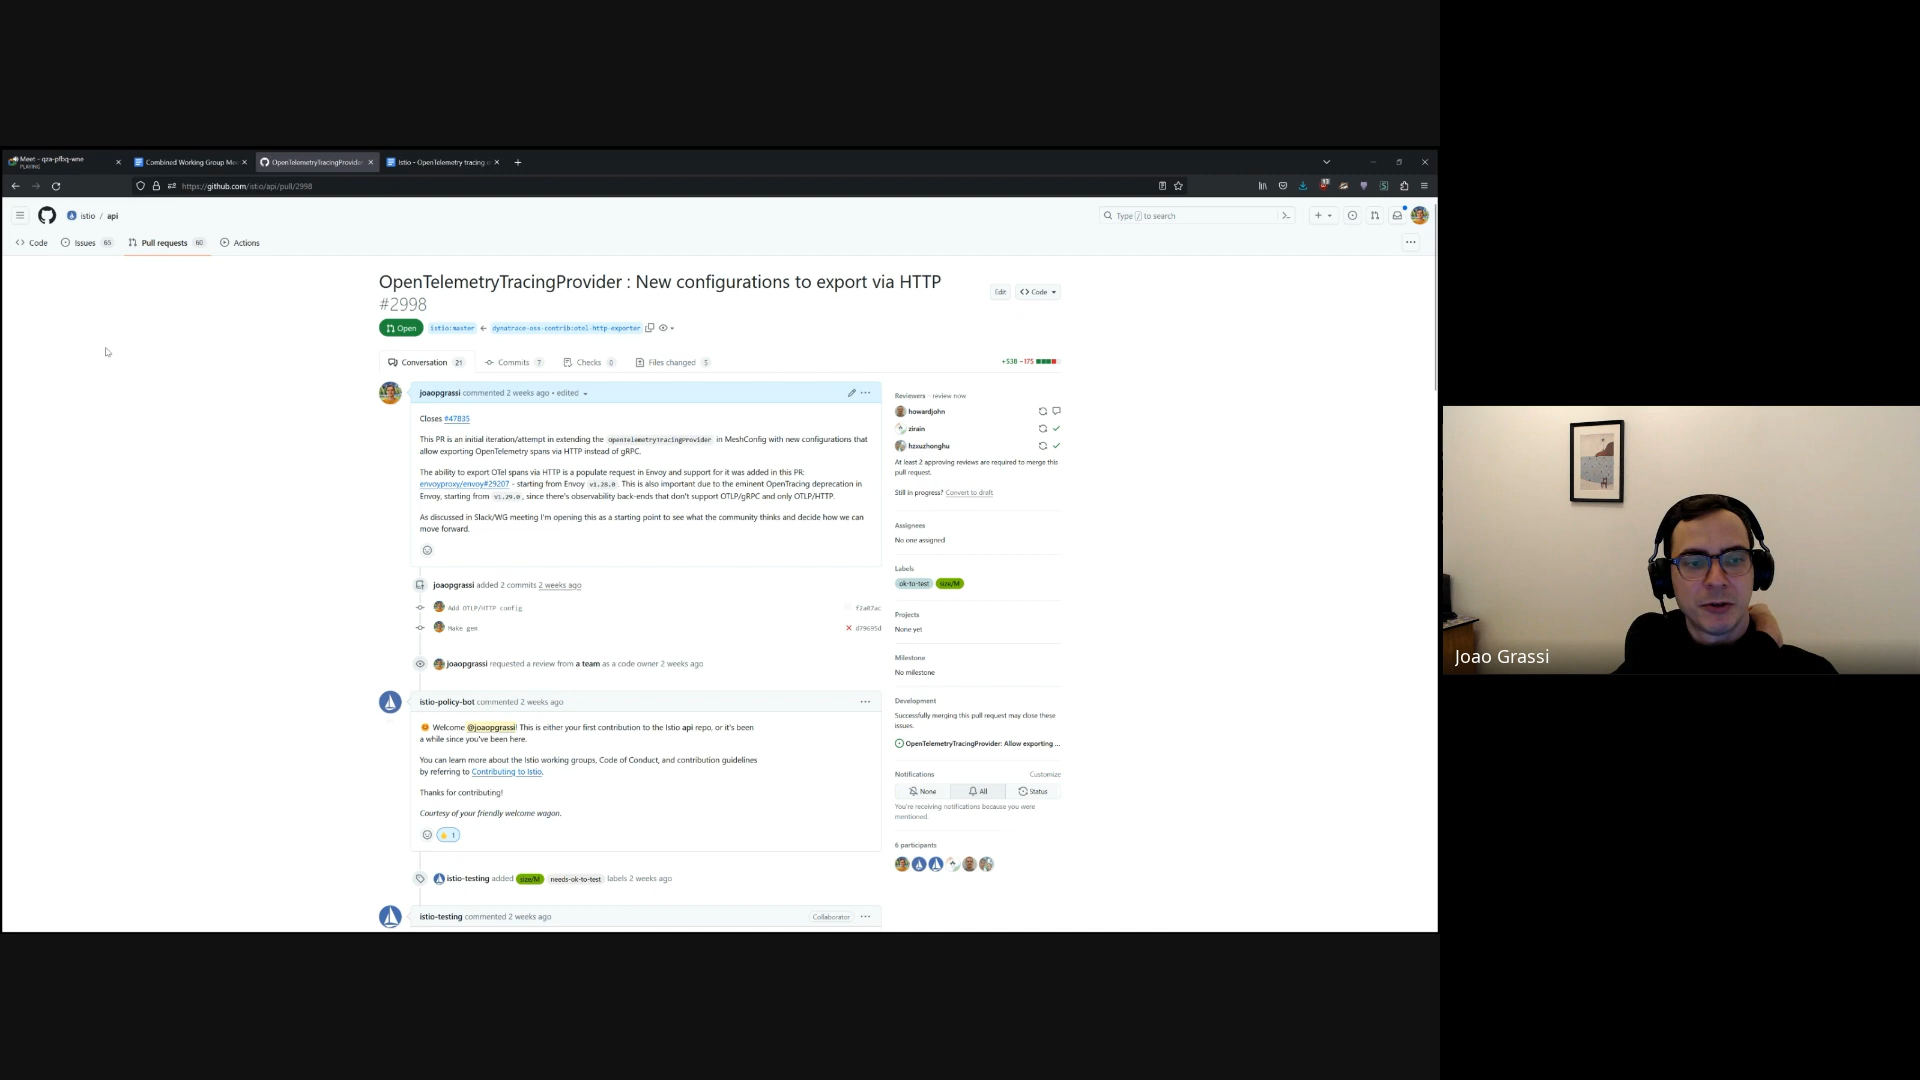 Meet - qza-pfbq-wne
PLAYING
Combined Working Group Me
OpenTelemetryTracingProvider
Istio - OpenTelemetry tracing o
https://github.com/istio/api/pull/2998
istio / api
Type / to search
Code
Issues 65
Pull requests 60
Actions
OpenTelemetryTracingProvider : New configurations to export via HTTP
#2998
Edit
<> Code
Open
istio:master ← dynatrace-oss-contrib:otel-http-exporter
Conversation 21
Commits 7
Checks 0
Files changed 5
+538 −175
joaopgrassi commented 2 weeks ago • edited
Closes #47835
This PR is an initial iteration/attempt in extending the OpenTelemetryTracingProvider in MeshConfig with new configurations that
allow exporting OpenTelemetry spans via HTTP instead of gRPC.
The ability to export OTel spans via HTTP is a populate request in Envoy and support for it was added in this PR:
envoyproxy/envoy#29207 - starting from Envoy v1.28.0. This is also important due to the eminent OpenTracing deprecation in
Envoy, starting from v1.29.0, since there's observability back-ends that don't support OTLP/gRPC and only OTLP/HTTP.
As discussed in Slack/WG meeting I'm opening this as a starting point to see what the community thinks and decide how we can
move forward.
joaopgrassi added 2 commits 2 weeks ago
Add OTLP/HTTP config f2a07ac
Make gen d79695d
joaopgrassi requested a review from a team as a code owner 2 weeks ago
istio-policy-bot commented 2 weeks ago
Welcome @joaopgrassi! This is either your first contribution to the Istio api repo, or it's been
a while since you've been here.
You can learn more about the Istio working groups, Code of Conduct, and contribution guidelines
by referring to Contributing to Istio.
Thanks for contributing!
Courtesy of your friendly welcome wagon.
1
istio-testing added size/M needs-ok-to-test labels 2 weeks ago
istio-testing commented 2 weeks ago
Collaborator
Reviewers - review now
howardjohn
zirain
hzxuzhonghu
At least 2 approving reviews are required to merge this
pull request.
Still in progress? Convert to draft
Assignees
No one assigned
Labels
ok-to-test size/M
Projects
None yet
Milestone
No milestone
Development
Successfully merging this pull request may close these
issues.
OpenTelemetryTracingProvider: Allow exporting ...
Notifications
Customize
None
All
Status
You're receiving notifications because you were
mentioned.
6 participants
Joao Grassi